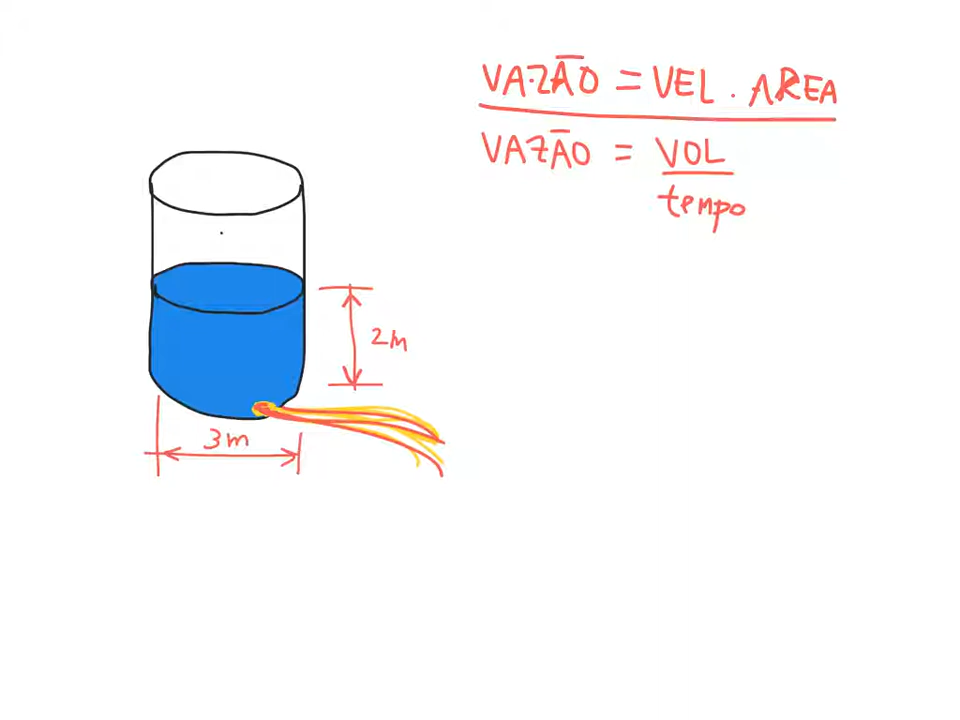 VAZÃO = VEL . AREA
VAZÃO = VOL
tempo
2m
3m